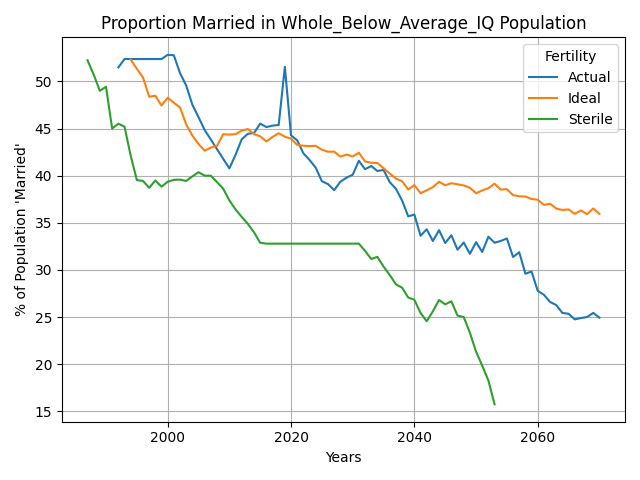 Proportion Married in Whole_Below_Average_IQ Population
% of Population 'Married'
50
45
40
35
30
25
20
15
2000
2020
2040
2060
Years
Fertility
Actual
Ideal
Sterile